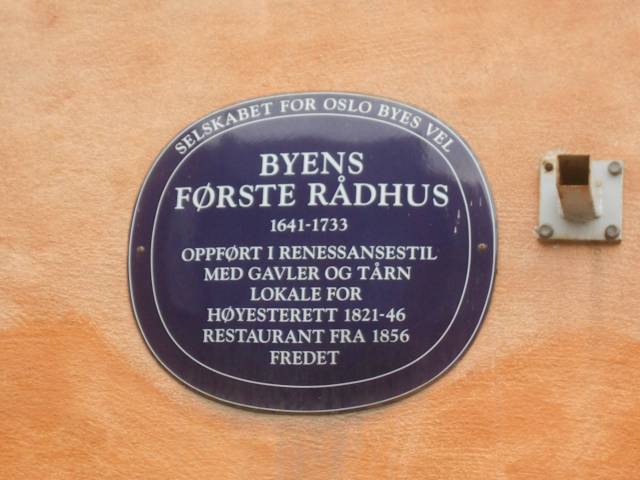 SELSKABET FOR OSLO BYES VEL
BYENS
FØRSTE RÅDHUS
1641-1733
OPPFØRT I RENESSANSESTIL
MED GAVLER OG TÅRN
LOKALE FOR
HØYESTERETT 1821-46
RESTAURANT FRA 1856
FREDET